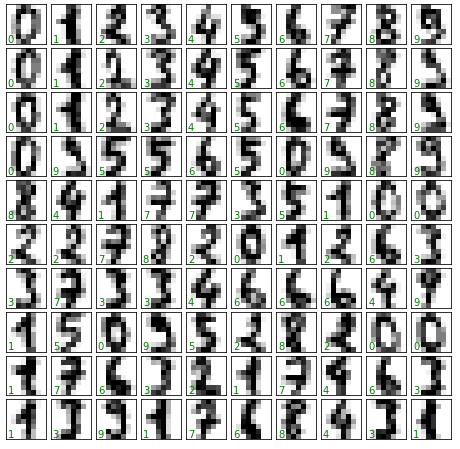 0 1 2 3 4 5 6 7 8 9
0 1 2 3 4 5 6 7 8 9
0 1 2 3 4 5 6 7 8 9
0 9 5 5 6 5 0 9 8 9
8 4 1 7 7 3 5 1 0 0
2 2 7 8 2 0 1 2 6 3
3 7 3 3 4 6 6 6 4 9
1 5 0 9 5 2 8 2 0 0
1 7 6 3 2 1 7 4 6 3
1 3 9 1 7 6 8 4 3 1